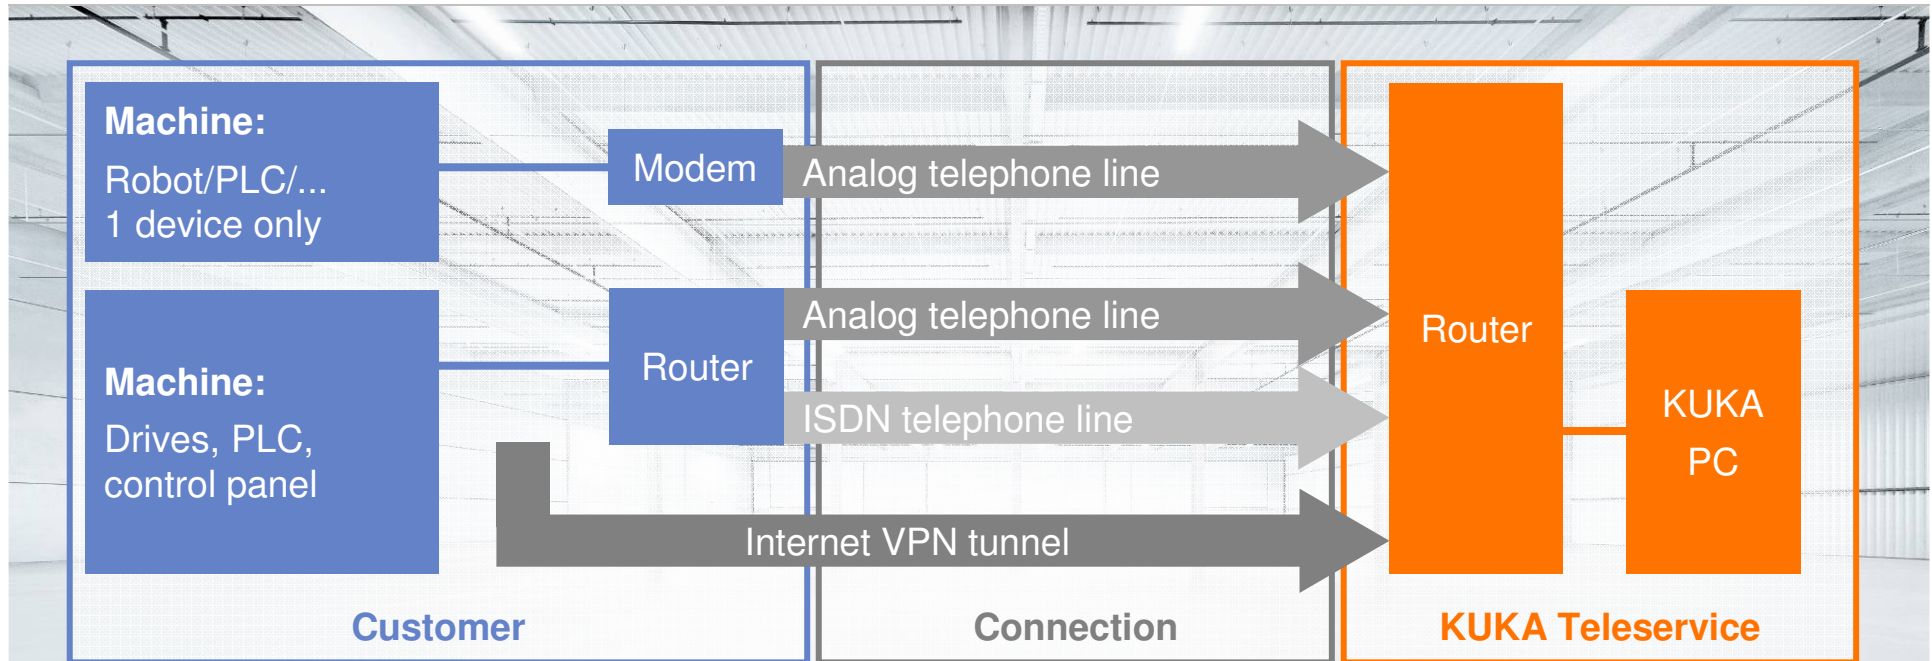 Machine:
Robot/PLC/...
1 device only
Modem
Analog telephone line
Machine:
Drives, PLC,
control panel
Router
Analog telephone line
ISDN telephone line
Internet VPN tunnel
Router
KUKA
PC
Customer
Connection
KUKA Teleservice